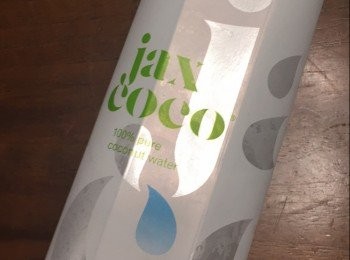 jax
coco
100% pure
coconut water